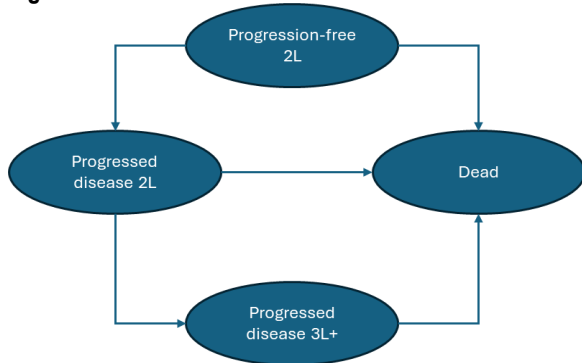 Progression-free
2L
Progressed
disease 2L
Dead
Progressed
disease 3L+